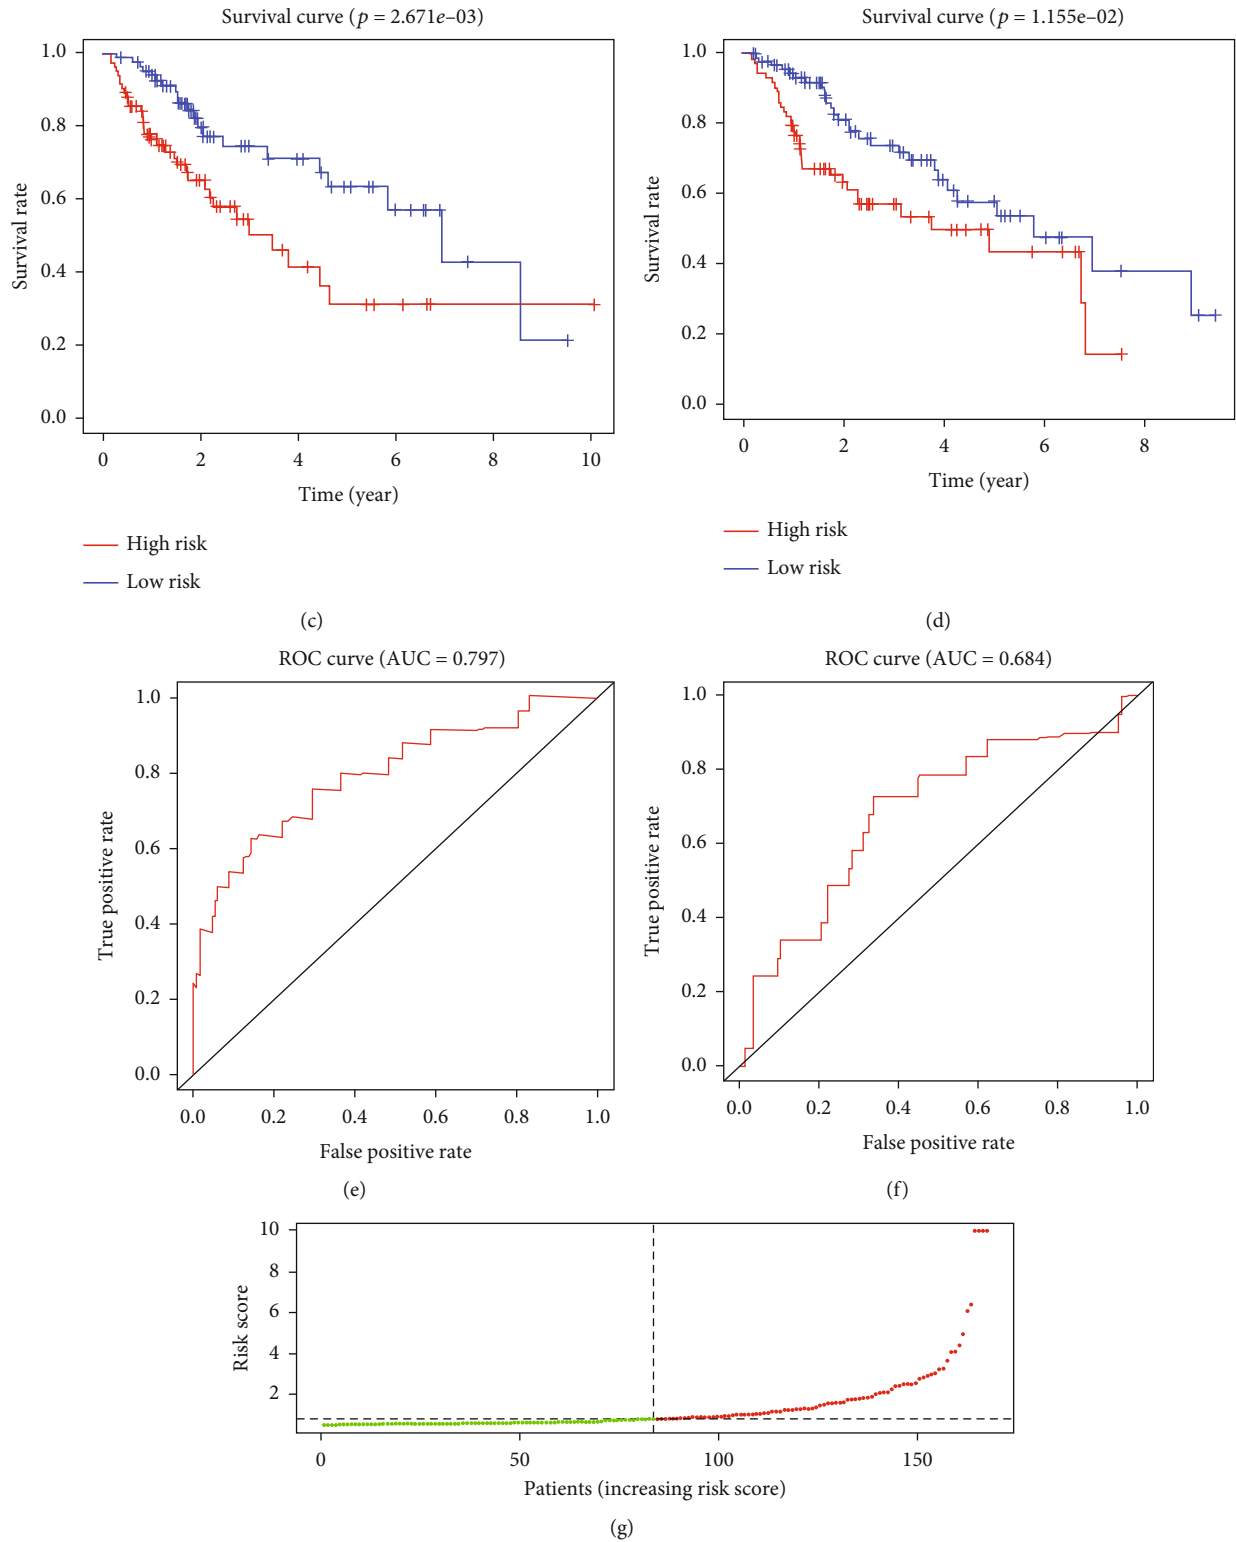 Survival curve (p = 2.671e–03)
1.0
0.8
0.6
0.4
0.2
0.0
Survival rate
0 2 4 6 8 10
Time (year)
High risk
Low risk
(c)
Survival curve (p = 1.155e–02)
1.0
0.8
0.6
0.4
0.2
0.0
Survival rate
0 2 4 6 8
Time (year)
High risk
Low risk
(d)
ROC curve (AUC = 0.797)
1.0
0.8
0.6
0.4
0.2
0.0
True positive rate
0.0 0.2 0.4 0.6 0.8 1.0
False positive rate
(e)
ROC curve (AUC = 0.684)
1.0
0.8
0.6
0.4
0.2
0.0
True positive rate
0.0 0.2 0.4 0.6 0.8 1.0
False positive rate
(f)
10
8
6
4
2
Risk score
0 50 100 150
Patients (increasing risk score)
(g)